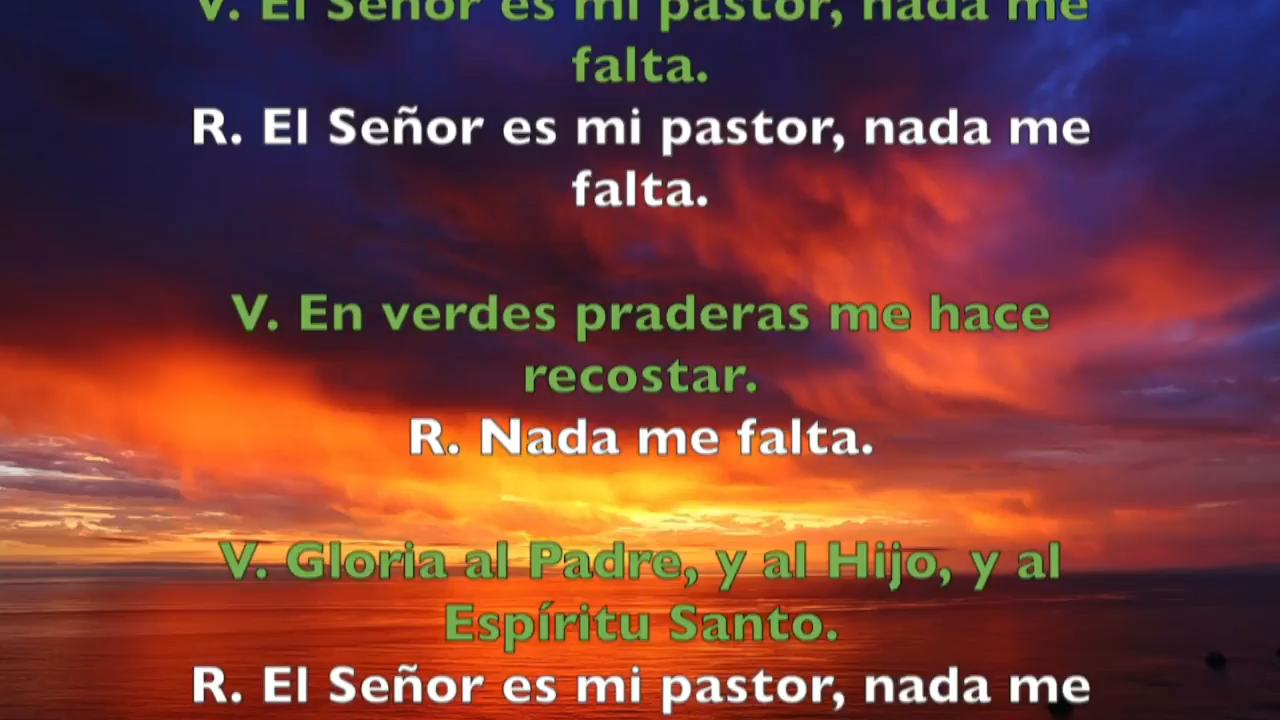 V. El Señor es mi pastor, nada me
falta.
R. El Señor es mi pastor, nada me
falta.
V. En verdes praderas me hace
recostar.
R. Nada me falta.
V. Gloria al Padre, y al Hijo, y al
Espíritu Santo.
R. El Señor es mi pastor, nada me